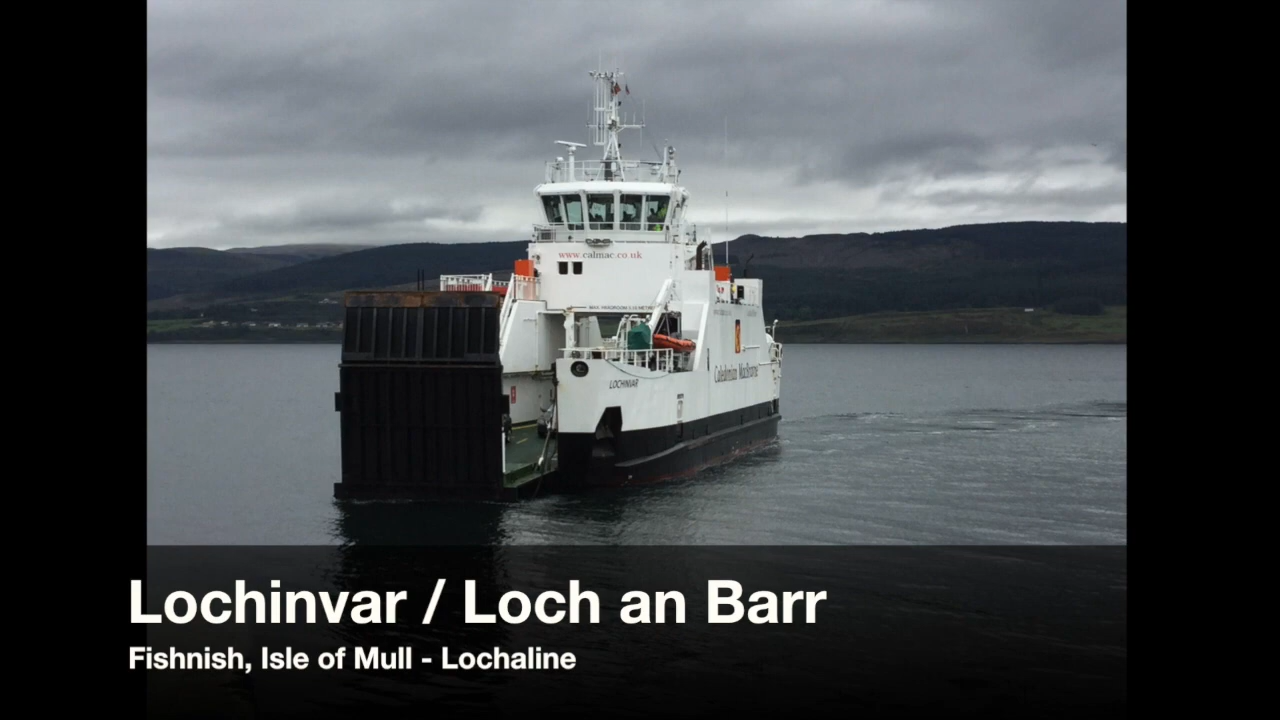 www.calmac.co.uk
LOCHINVAR
Caledonian MacBrayne
Lochinvar / Loch an Barr
Fishnish, Isle of Mull - Lochaline